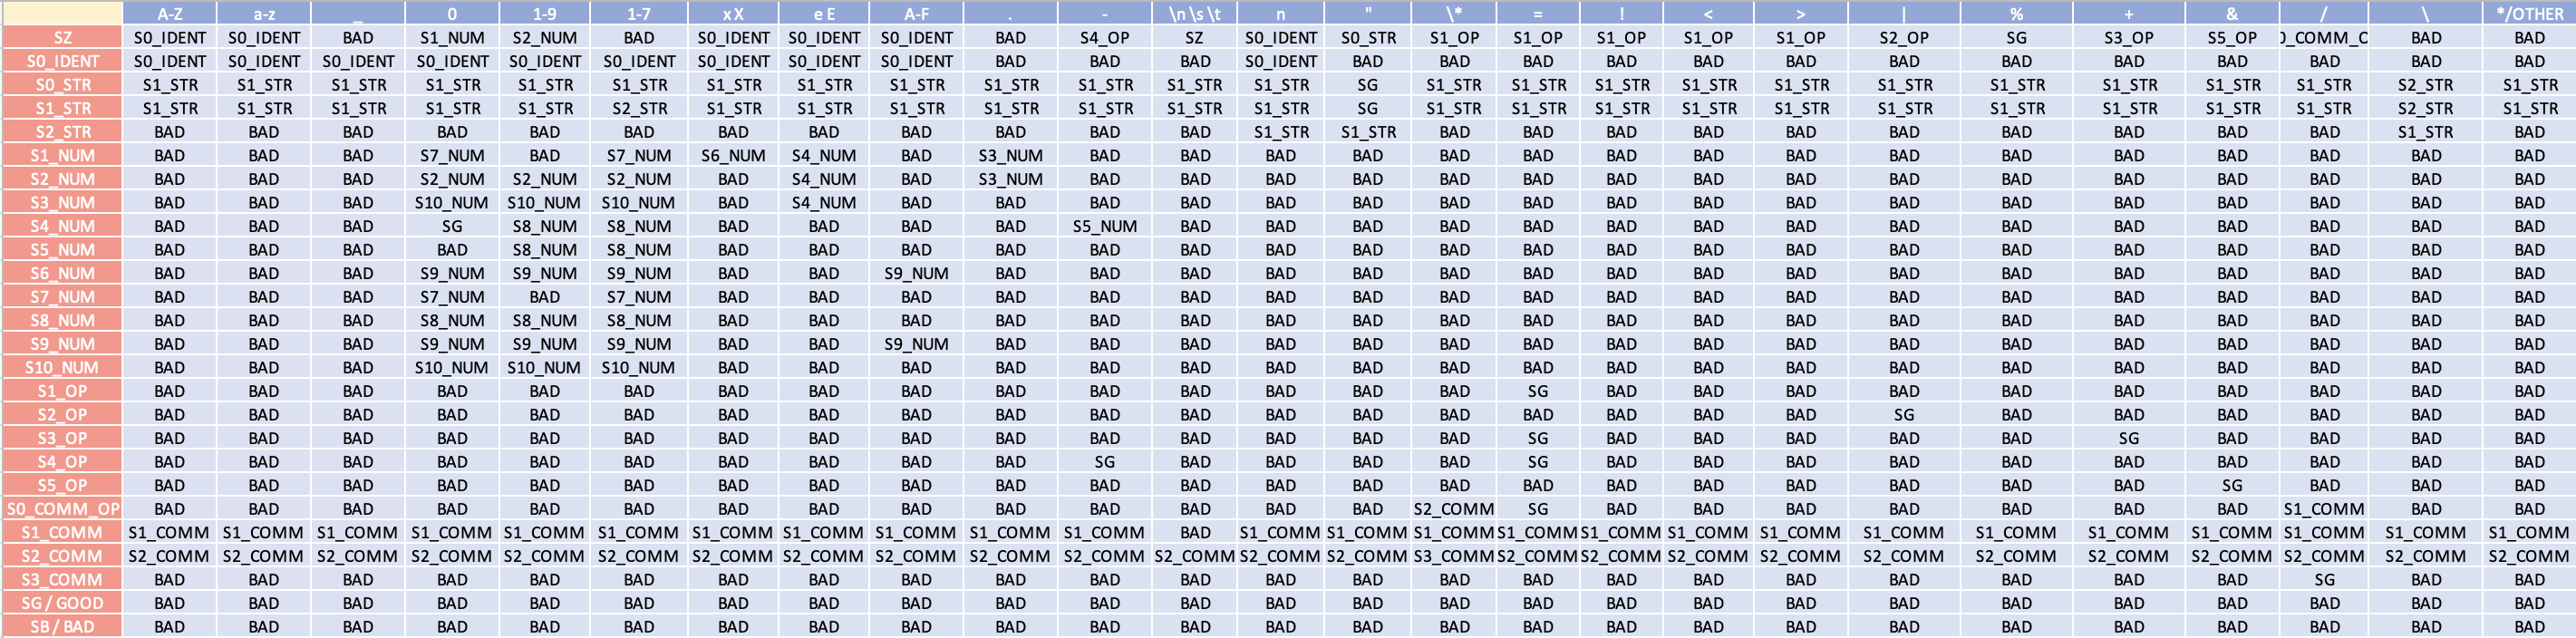 A-Z a-z _ 0 1-9 1-7 x X e E A-F . - \n \s \t n " \* = ! < > | % + & / \ */OTHER
SZ S0_IDENT S0_IDENT BAD S1_NUM S2_NUM BAD S0_IDENT S0_IDENT S0_IDENT BAD S4_OP SZ S0_IDENT S0_STR S1_OP S1_OP S1_OP S1_OP S1_OP S2_OP SG S3_OP S5_OP 0_COMM_O BAD BAD
S0_IDENT S0_IDENT S0_IDENT S0_IDENT S0_IDENT S0_IDENT S0_IDENT S0_IDENT S0_IDENT S0_IDENT BAD BAD BAD S0_IDENT BAD BAD BAD BAD BAD BAD BAD BAD BAD BAD BAD BAD BAD
S0_STR S1_STR S1_STR S1_STR S1_STR S1_STR S1_STR S1_STR S1_STR S1_STR S1_STR S1_STR S1_STR S1_STR SG S1_STR S1_STR S1_STR S1_STR S1_STR S1_STR S1_STR S1_STR S1_STR S1_STR S2_STR S1_STR
S1_STR S1_STR S1_STR S1_STR S1_STR S1_STR S2_STR S1_STR S1_STR S1_STR S1_STR S1_STR S1_STR S1_STR SG S1_STR S1_STR S1_STR S1_STR S1_STR S1_STR S1_STR S1_STR S1_STR S1_STR S2_STR S1_STR
S2_STR BAD BAD BAD BAD BAD BAD BAD BAD BAD BAD BAD BAD S1_STR S1_STR BAD BAD BAD BAD BAD BAD BAD BAD BAD BAD S1_STR BAD
S1_NUM BAD BAD BAD S7_NUM BAD S7_NUM S6_NUM S4_NUM BAD S3_NUM BAD BAD BAD BAD BAD BAD BAD BAD BAD BAD BAD BAD BAD BAD BAD BAD
S2_NUM BAD BAD BAD S2_NUM S2_NUM S2_NUM BAD S4_NUM BAD S3_NUM BAD BAD BAD BAD BAD BAD BAD BAD BAD BAD BAD BAD BAD BAD BAD BAD
S3_NUM BAD BAD BAD S10_NUM S10_NUM S10_NUM BAD S4_NUM BAD BAD BAD BAD BAD BAD BAD BAD BAD BAD BAD BAD BAD BAD BAD BAD BAD BAD
S4_NUM BAD BAD BAD SG S8_NUM S8_NUM BAD BAD BAD BAD S5_NUM BAD BAD BAD BAD BAD BAD BAD BAD BAD BAD BAD BAD BAD BAD BAD
S5_NUM BAD BAD BAD BAD S8_NUM S8_NUM BAD BAD BAD BAD BAD BAD BAD BAD BAD BAD BAD BAD BAD BAD BAD BAD BAD BAD BAD BAD
S6_NUM BAD BAD BAD S9_NUM S9_NUM S9_NUM BAD BAD S9_NUM BAD BAD BAD BAD BAD BAD BAD BAD BAD BAD BAD BAD BAD BAD BAD BAD BAD
S7_NUM BAD BAD BAD S7_NUM BAD S7_NUM BAD BAD BAD BAD BAD BAD BAD BAD BAD BAD BAD BAD BAD BAD BAD BAD BAD BAD BAD BAD
S8_NUM BAD BAD BAD S8_NUM S8_NUM S8_NUM BAD BAD BAD BAD BAD BAD BAD BAD BAD BAD BAD BAD BAD BAD BAD BAD BAD BAD BAD BAD
S9_NUM BAD BAD BAD S9_NUM S9_NUM S9_NUM BAD BAD S9_NUM BAD BAD BAD BAD BAD BAD BAD BAD BAD BAD BAD BAD BAD BAD BAD BAD BAD
S10_NUM BAD BAD BAD S10_NUM S10_NUM S10_NUM BAD BAD BAD BAD BAD BAD BAD BAD BAD BAD BAD BAD BAD BAD BAD BAD BAD BAD BAD BAD
S1_OP BAD BAD BAD BAD BAD BAD BAD BAD BAD BAD BAD BAD BAD BAD BAD SG BAD BAD BAD BAD BAD BAD BAD BAD BAD BAD
S2_OP BAD BAD BAD BAD BAD BAD BAD BAD BAD BAD BAD BAD BAD BAD BAD BAD BAD BAD BAD SG BAD BAD BAD BAD BAD BAD
S3_OP BAD BAD BAD BAD BAD BAD BAD BAD BAD BAD BAD BAD BAD BAD BAD SG BAD BAD BAD BAD BAD SG BAD BAD BAD BAD
S4_OP BAD BAD BAD BAD BAD BAD BAD BAD BAD BAD SG BAD BAD BAD BAD SG BAD BAD BAD BAD BAD BAD BAD BAD BAD BAD
S5_OP BAD BAD BAD BAD BAD BAD BAD BAD BAD BAD BAD BAD BAD BAD BAD BAD BAD BAD BAD BAD BAD BAD SG BAD BAD BAD
S0_COMM_OP BAD BAD BAD BAD BAD BAD BAD BAD BAD BAD BAD BAD BAD BAD S2_COMM SG BAD BAD BAD BAD BAD BAD BAD S1_COMM BAD BAD
S1_COMM S1_COMM S1_COMM S1_COMM S1_COMM S1_COMM S1_COMM S1_COMM S1_COMM S1_COMM S1_COMM S1_COMM BAD S1_COMM S1_COMM S1_COMM S1_COMM S1_COMM S1_COMM S1_COMM S1_COMM S1_COMM S1_COMM S1_COMM S1_COMM S1_COMM S1_COMM
S2_COMM S2_COMM S2_COMM S2_COMM S2_COMM S2_COMM S2_COMM S2_COMM S2_COMM S2_COMM S2_COMM S2_COMM S2_COMM S2_COMM S2_COMM S3_COMM S2_COMM S2_COMM S2_COMM S2_COMM S2_COMM S2_COMM S2_COMM S2_COMM S2_COMM S2_COMM S2_COMM
S3_COMM BAD BAD BAD BAD BAD BAD BAD BAD BAD BAD BAD BAD BAD BAD BAD BAD BAD BAD BAD BAD BAD BAD BAD SG BAD BAD
SG / GOOD BAD BAD BAD BAD BAD BAD BAD BAD BAD BAD BAD BAD BAD BAD BAD BAD BAD BAD BAD BAD BAD BAD BAD BAD BAD BAD
SB / BAD BAD BAD BAD BAD BAD BAD BAD BAD BAD BAD BAD BAD BAD BAD BAD BAD BAD BAD BAD BAD BAD BAD BAD BAD BAD BAD